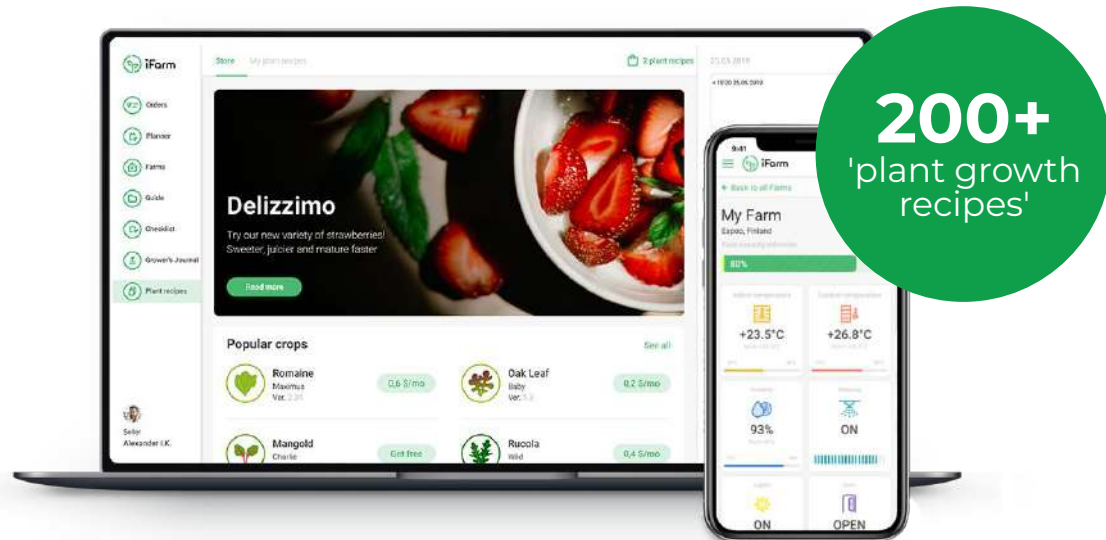 iFarm
Orders
Planner
Farms
Guide
Checklist
Grower's Journal
Plant recipes
Seller
Alexander I.K.
Store My plant recipes
2 plant recipes
Delizzimo
Try our new variety of strawberries!
Sweeter, juicier and mature faster
Read more
Popular crops
See all
Romaine
Maximus
0,6 $/mo
Oak Leaf
Baby
0,2 $/mo
Mangold
Charlie
Get free
Rucola
Wild
0,4 $/mo
9:41
iFarm
Back to all Farms
My Farm
Espoo, Finland
80%
+23.5°C
+26.8°C
93%
ON
ON
OPEN
200+
'plant growth
recipes'